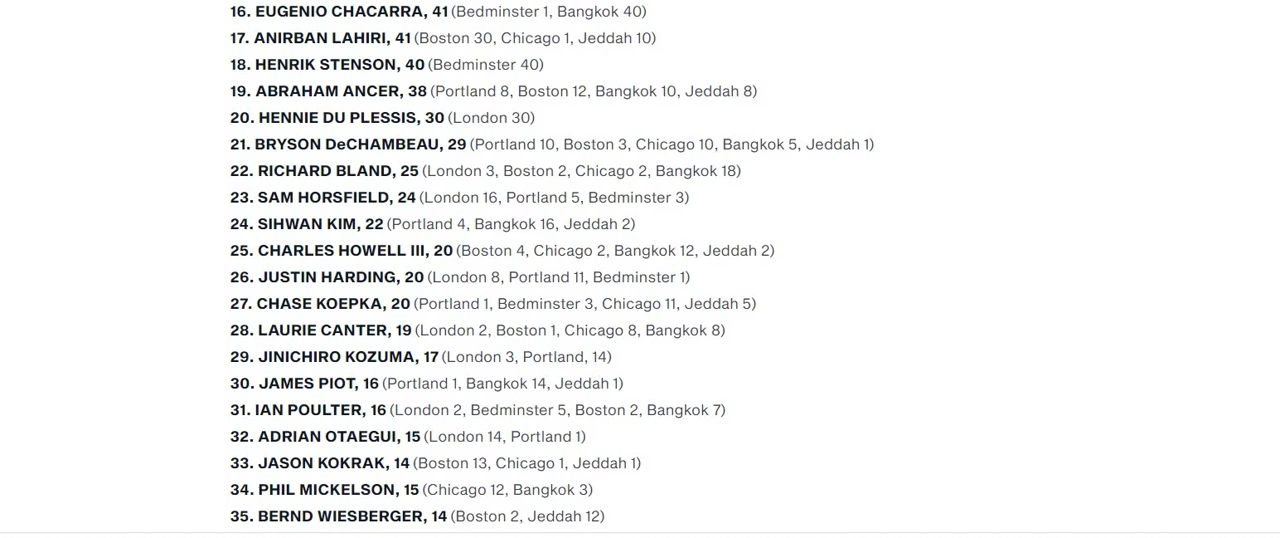 16. EUGENIO CHACARRA, 41 (Bedminster 1, Bangkok 40)
17. ANIRBAN LAHIRI, 41 (Boston 30, Chicago 1, Jeddah 10)
18. HENRIK STENSON, 40 (Bedminster 40)
19. ABRAHAM ANCER, 38 (Portland 8, Boston 12, Bangkok 10, Jeddah 8)
20. HENNIE DU PLESSIS, 30 (London 30)
21. BRYSON DeCHAMBEAU, 29 (Portland 10, Boston 3, Chicago 10, Bangkok 5, Jeddah 1)
22. RICHARD BLAND, 25 (London 3, Boston 2, Chicago 2, Bangkok 18)
23. SAM HORSFIELD, 24 (London 16, Portland 5, Bedminster 3)
24. SIHWAN KIM, 22 (Portland 4, Bangkok 16, Jeddah 2)
25. CHARLES HOWELL III, 20 (Boston 4, Chicago 2, Bangkok 12, Jeddah 2)
26. JUSTIN HARDING, 20 (London 8, Portland 11, Bedminster 1)
27. CHASE KOEPKA, 20 (Portland 1, Bedminster 3, Chicago 11, Jeddah 5)
28. LAURIE CANTER, 19 (London 2, Boston 1, Chicago 8, Bangkok 8)
29. JINICHIRO KOZUMA, 17 (London 3, Portland, 14)
30. JAMES PIOT, 16 (Portland 1, Bangkok 14, Jeddah 1)
31. IAN POULTER, 16 (London 2, Bedminster 5, Boston 2, Bangkok 7)
32. ADRIAN OTAEGUI, 15 (London 14, Portland 1)
33. JASON KOKRAK, 14 (Boston 13, Chicago 1, Jeddah 1)
34. PHIL MICKELSON, 15 (Chicago 12, Bangkok 3)
35. BERND WIESBERGER, 14 (Boston 2, Jeddah 12)